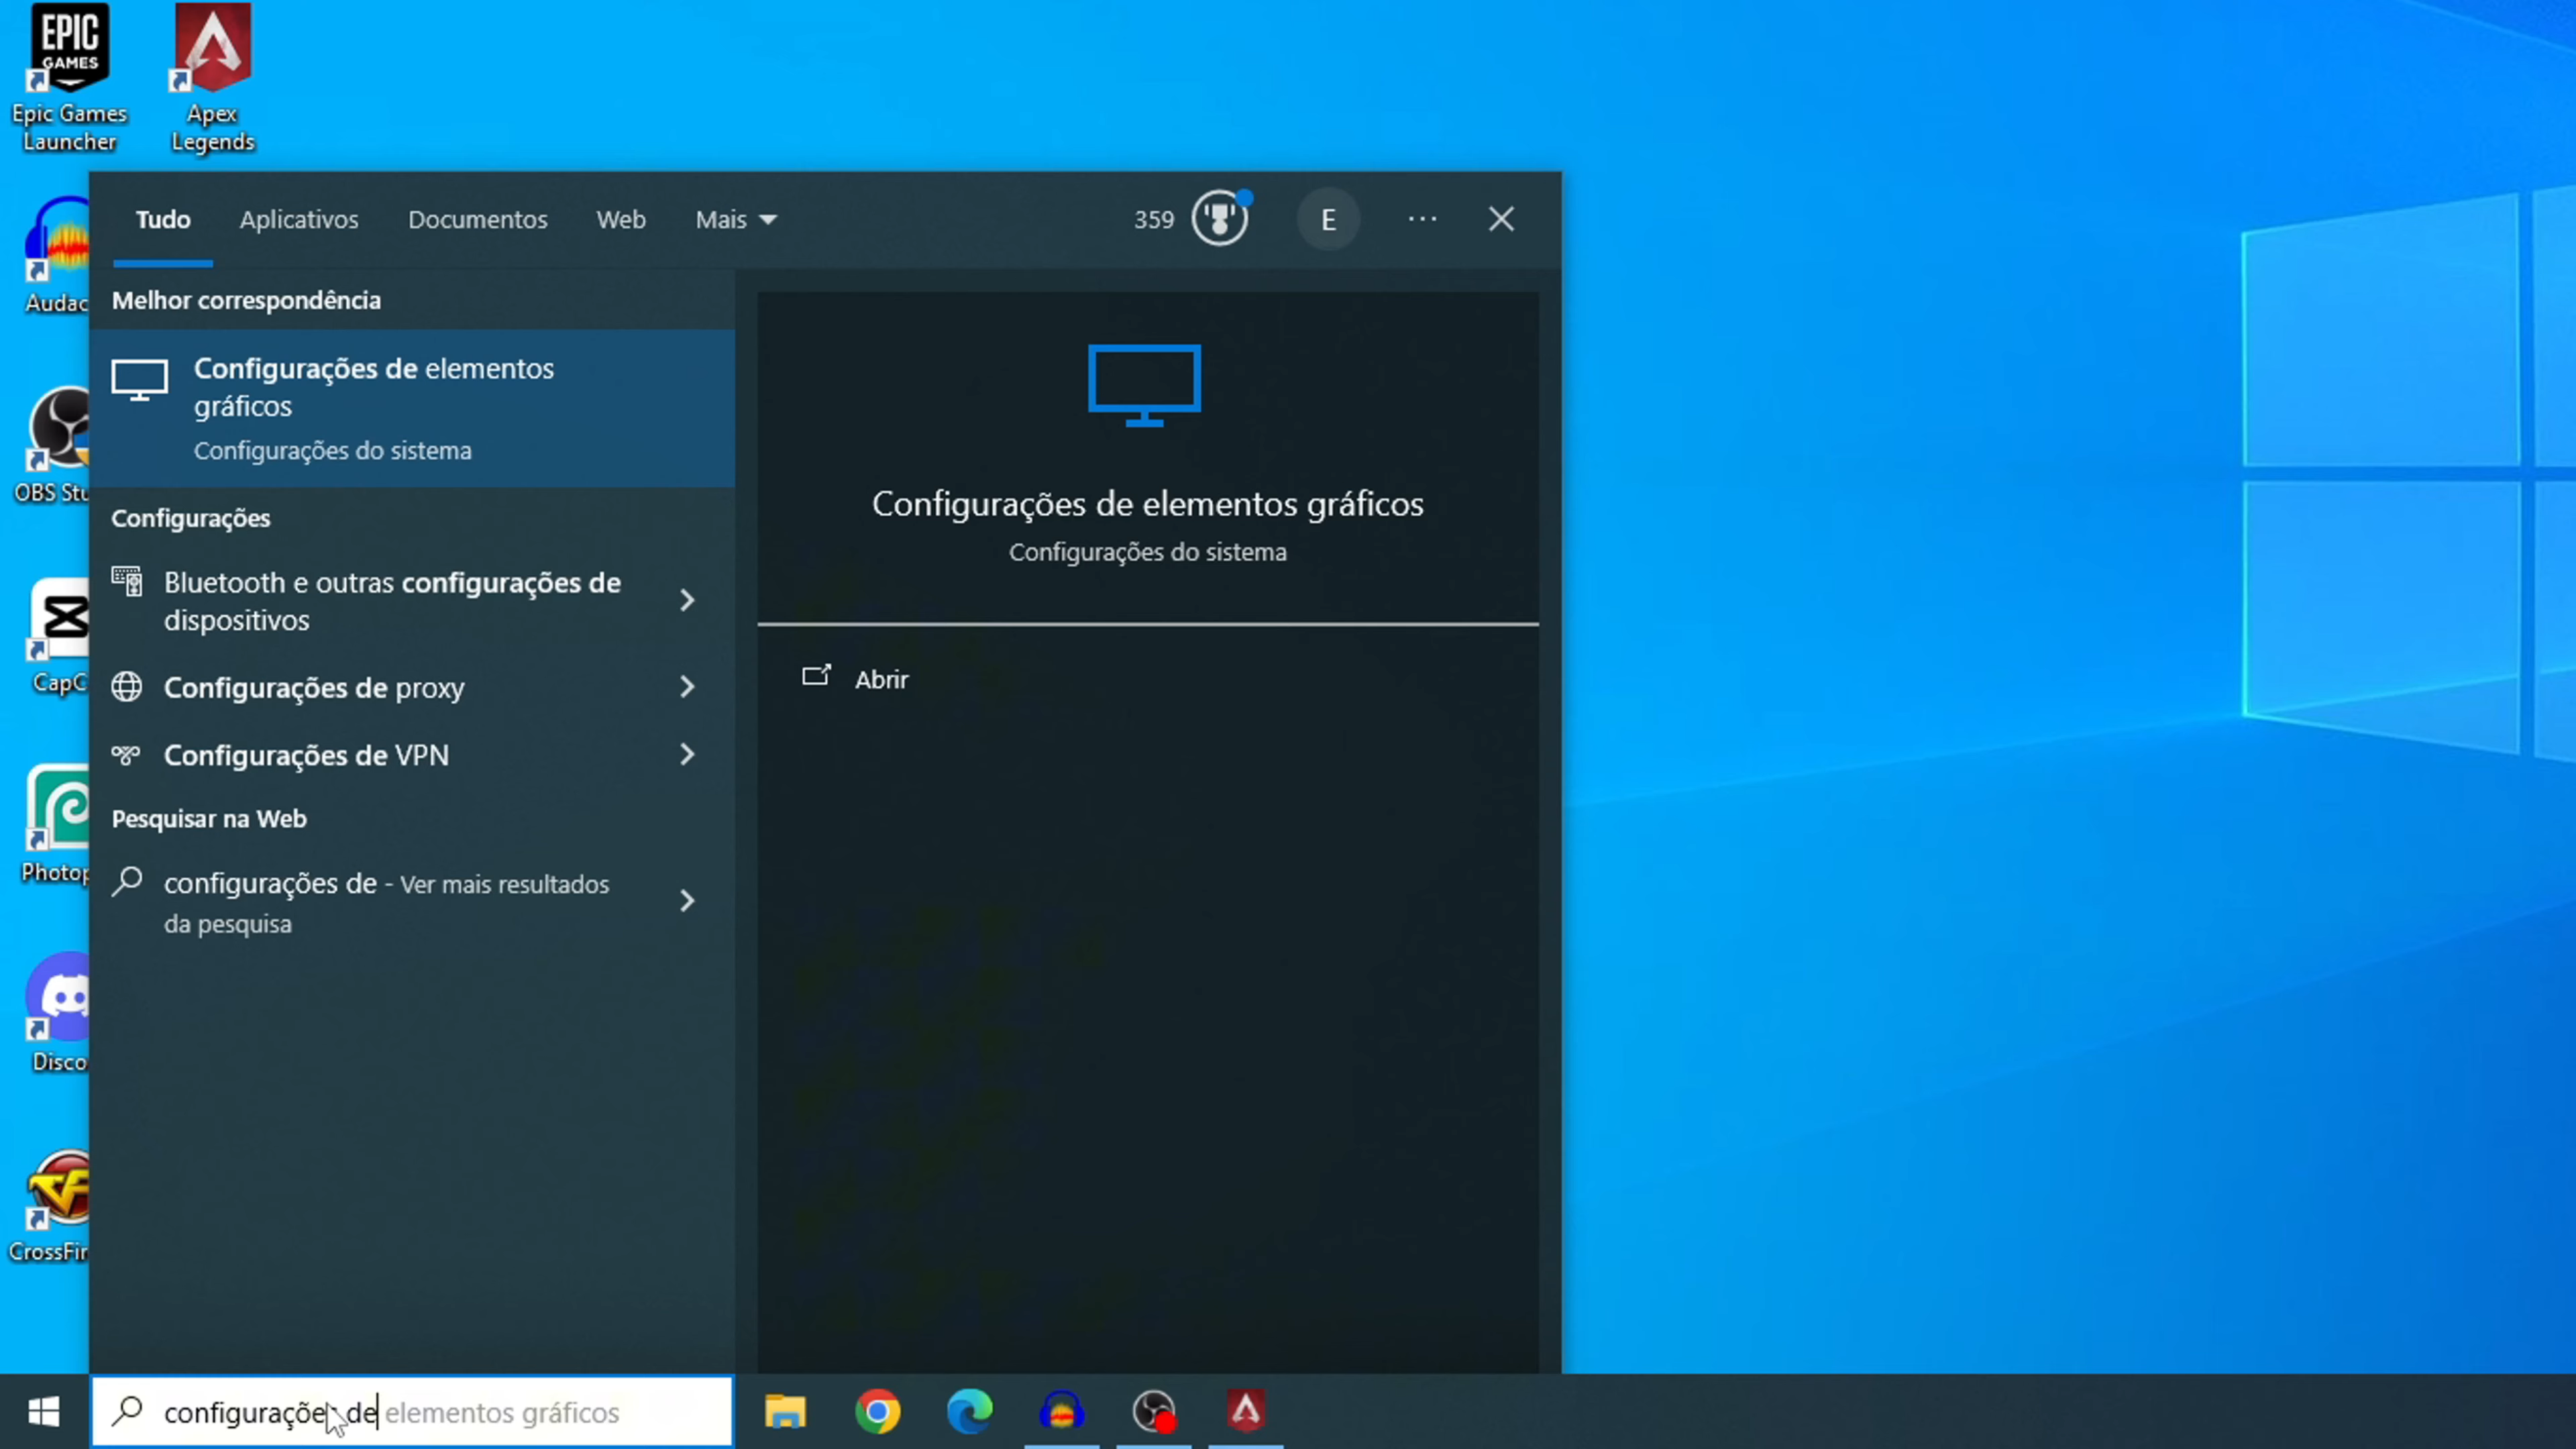 EPIC
GAMES
Epic Games
Launcher
Apex
Legends
Tudo Aplicativos Documentos Web Mais 359 E
Melhor correspondência
Configurações de elementos
gráficos
Configurações do sistema
Configurações
Bluetooth e outras configurações de
dispositivos
Configurações de proxy
Configurações de VPN
Pesquisar na Web
configurações de - Ver mais resultados
da pesquisa
Configurações de elementos gráficos
Configurações do sistema
Abrir
Audac
OBS Stu
CapC
Photop
Disco
CrossFir
configurações de elementos gráficos